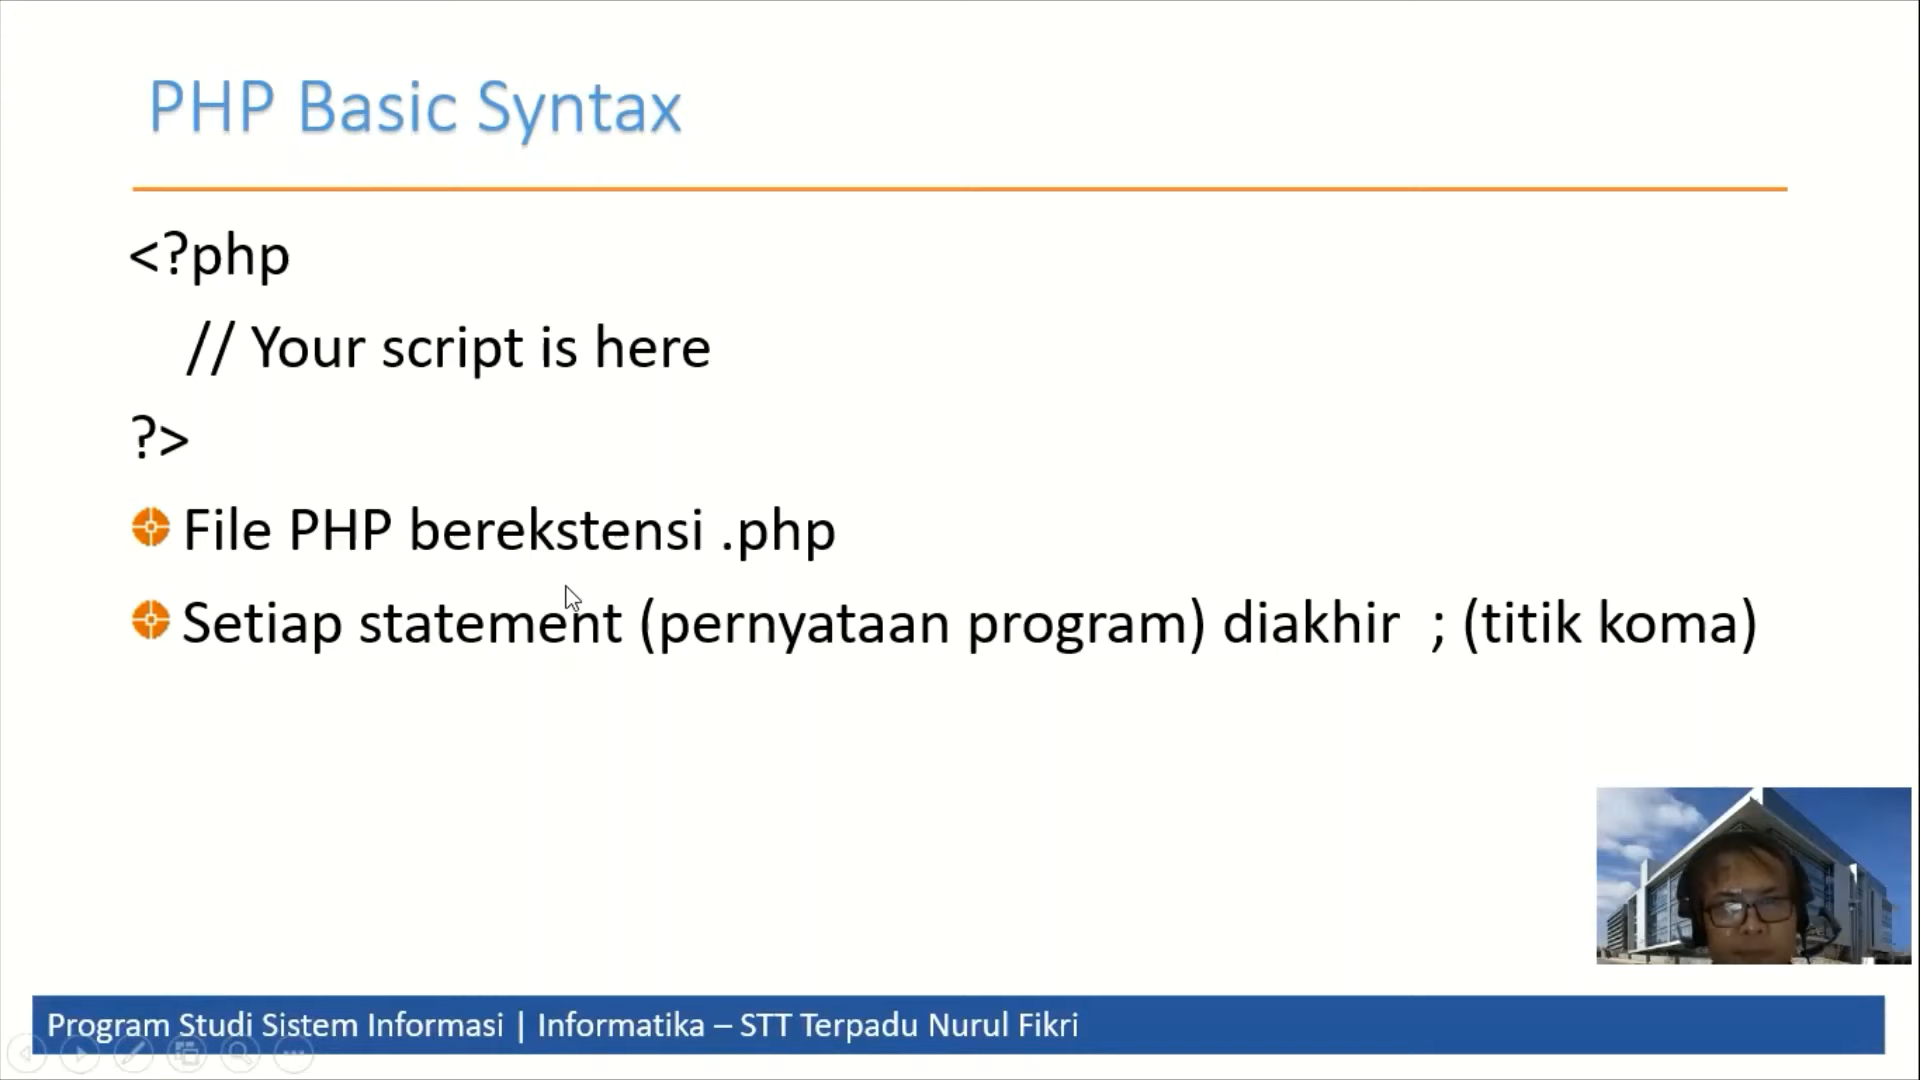 PHP Basic Syntax
<?php
// Your script is here
?>
File PHP berekstensi .php
Setiap statement (pernyataan program) diakhir ; (titik koma)
Program Studi Sistem Informasi | Informatika – STT Terpadu Nurul Fikri